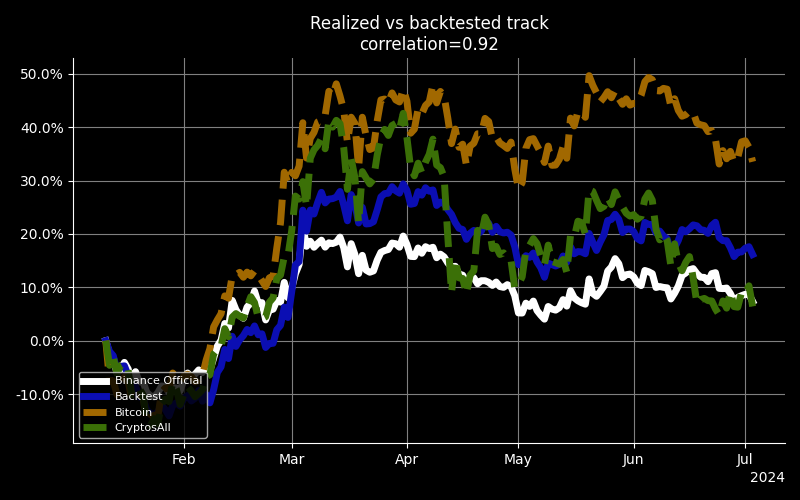 Realized vs backtested track
correlation=0.92
50.0%
40.0%
30.0%
20.0%
10.0%
0.0%
-10.0%
Binance Official
Backtest
Bitcoin
CryptosAll
Feb
Mar
Apr
May
Jun
Jul
2024